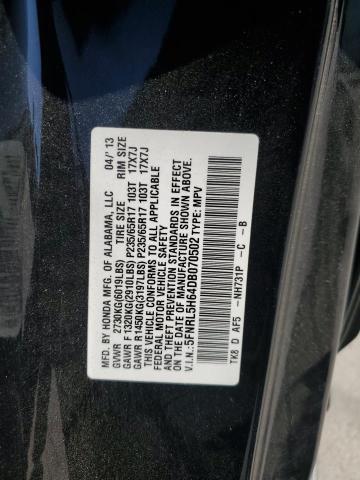 MFD. BY HONDA MFG. OF ALABAMA, LLC 04/'13
GVWR 2730KG(6019LBS) TIRE SIZE RIM SIZE
GAWR F 1320KG(2910LBS) P235/65R17 103T 17X7J
GAWR R1450KG(3197LBS) P235/65R17 103T 17X7J
THIS VEHICLE CONFORMS TO ALL APPLICABLE
FEDERAL MOTOR VEHICLE SAFETY
AND THEFT PREVENTION STANDARDS IN EFFECT
ON THE DATE OF MANUFACTURE SHOWN ABOVE.
V.I.N.:5FNRL5H64DB070502 TYPE: MPV
TK8 D AF5 -NH731P -C -B